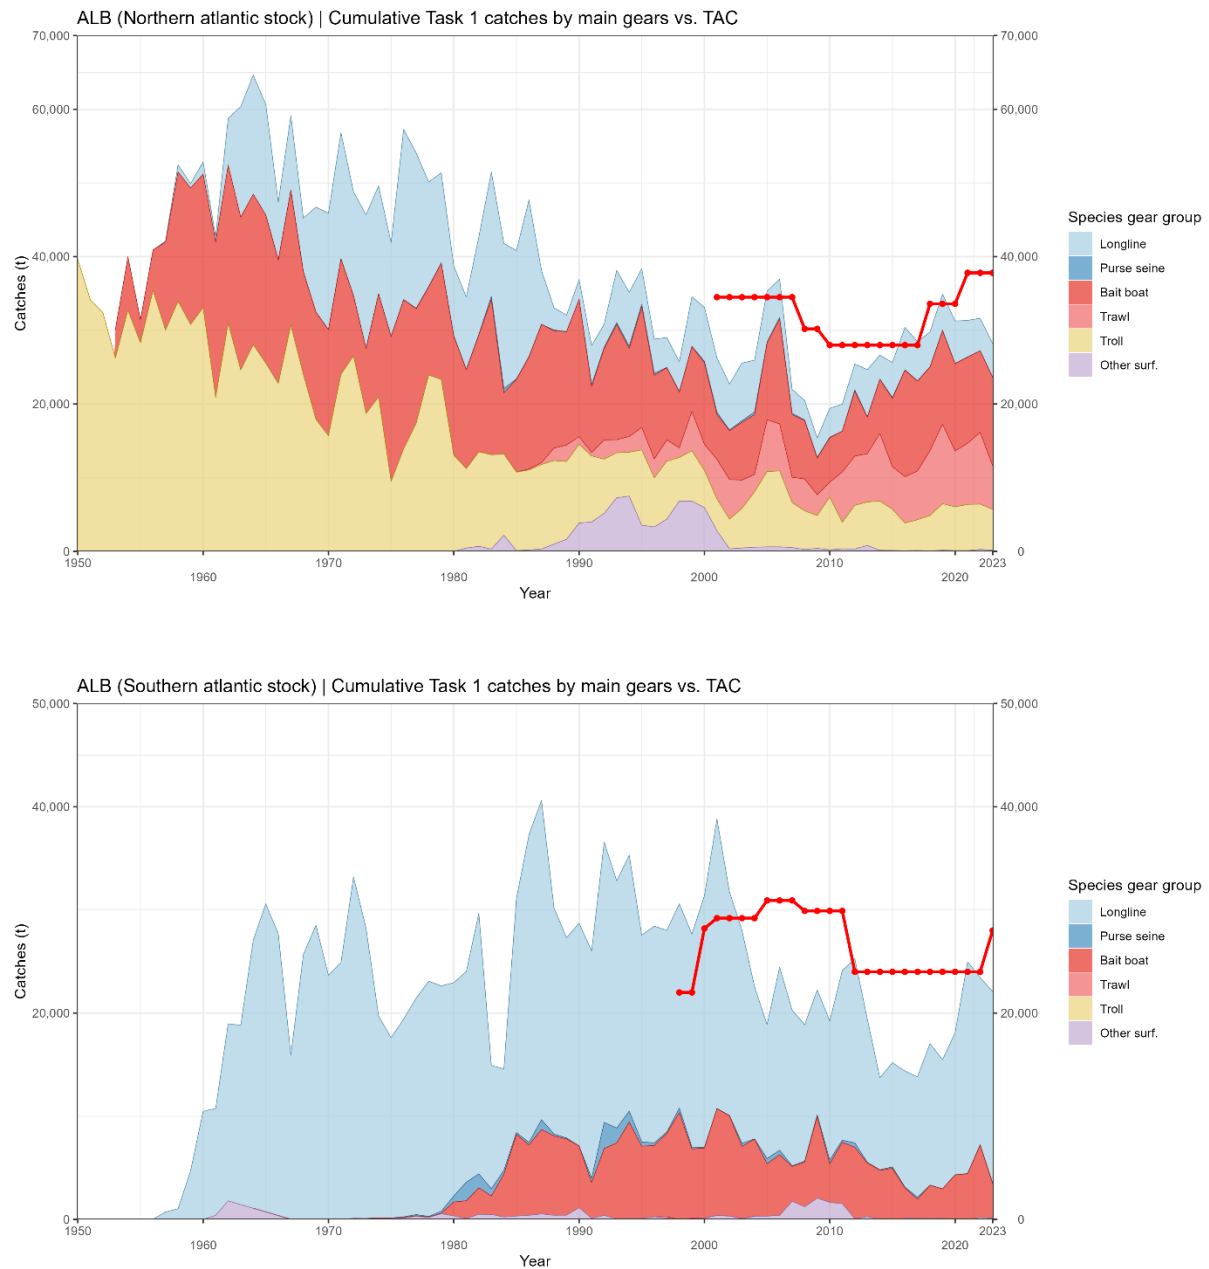 ALB (Northern atlantic stock) | Cumulative Task 1 catches by main gears vs. TAC
70,000
60,000
40,000
20,000
0
Catches (t)
70,000
60,000
40,000
20,000
0
1950
1960
1970
1980
1990
2000
2010
2020
2023
Year
Species gear group
Longline
Purse seine
Bait boat
Trawl
Troll
Other surf.
ALB (Southern atlantic stock) | Cumulative Task 1 catches by main gears vs. TAC
50,000
40,000
20,000
0
Catches (t)
50,000
40,000
20,000
0
1950
1960
1970
1980
1990
2000
2010
2020
2023
Year
Species gear group
Longline
Purse seine
Bait boat
Trawl
Troll
Other surf.